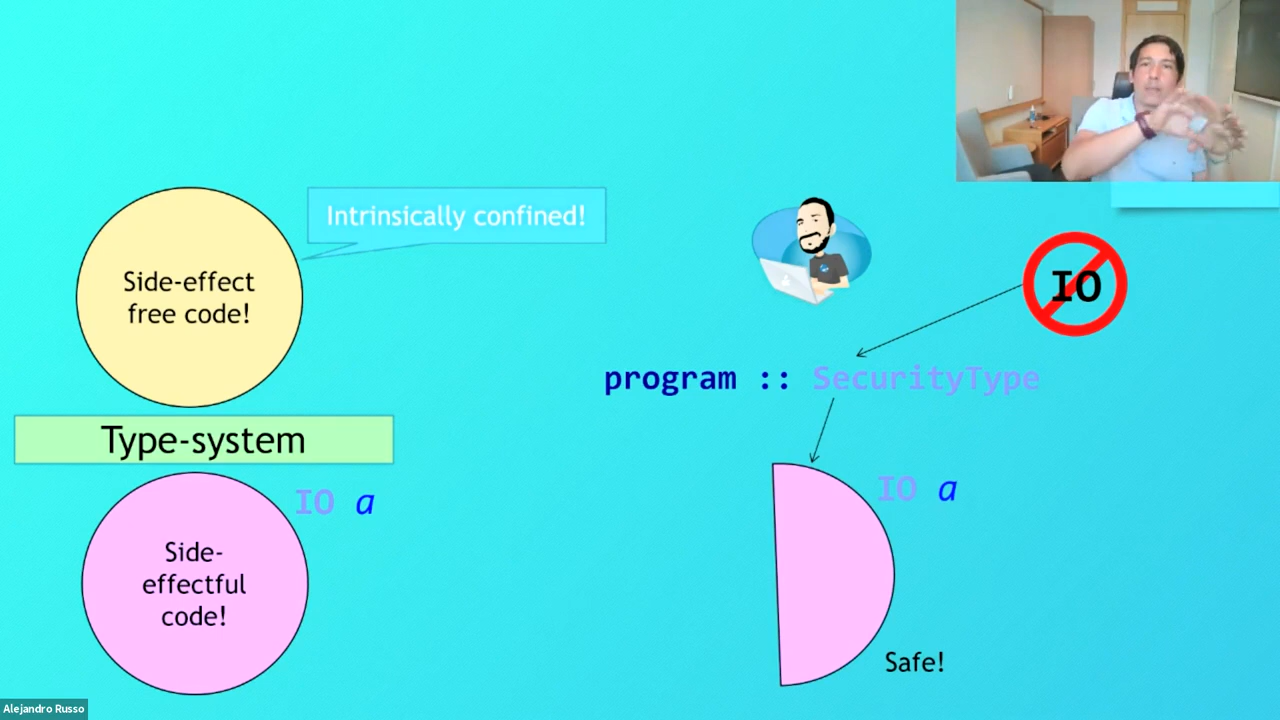 Intrinsically confined!
Side-effect
free code!
IO
program :: SecurityType
Type-system
IO a
IO a
Side-
effectful
code!
Safe!
Alejandro Russo